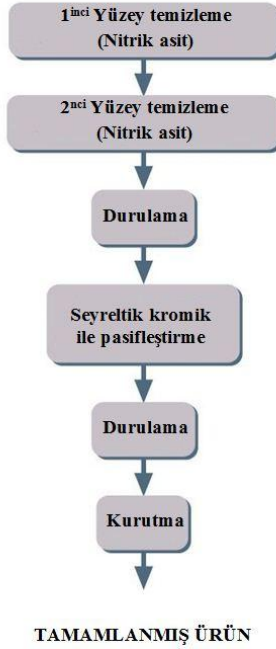 1inci Yüzey temizleme
(Nitrik asit)
2nci Yüzey temizleme
(Nitrik asit)
Durulama
Seyreltik kromik
ile pasifleştirme
Durulama
Kurutma
TAMAMLANMIŞ ÜRÜN